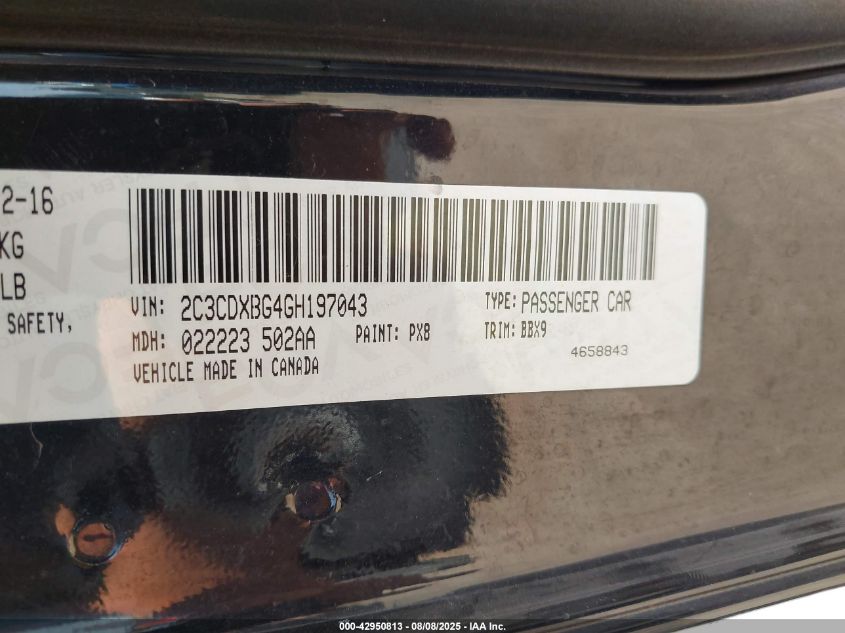 2-16
KG
LB
SAFETY,
VIN: 2C3CDXBG4GH197043
TYPE: PASSENGER CAR
MDH: 022223 502AA
PAINT: PX8
TRIM: BBX9
4658843
VEHICLE MADE IN CANADA
000-42950813 - 08/08/2025 - IAA Inc.